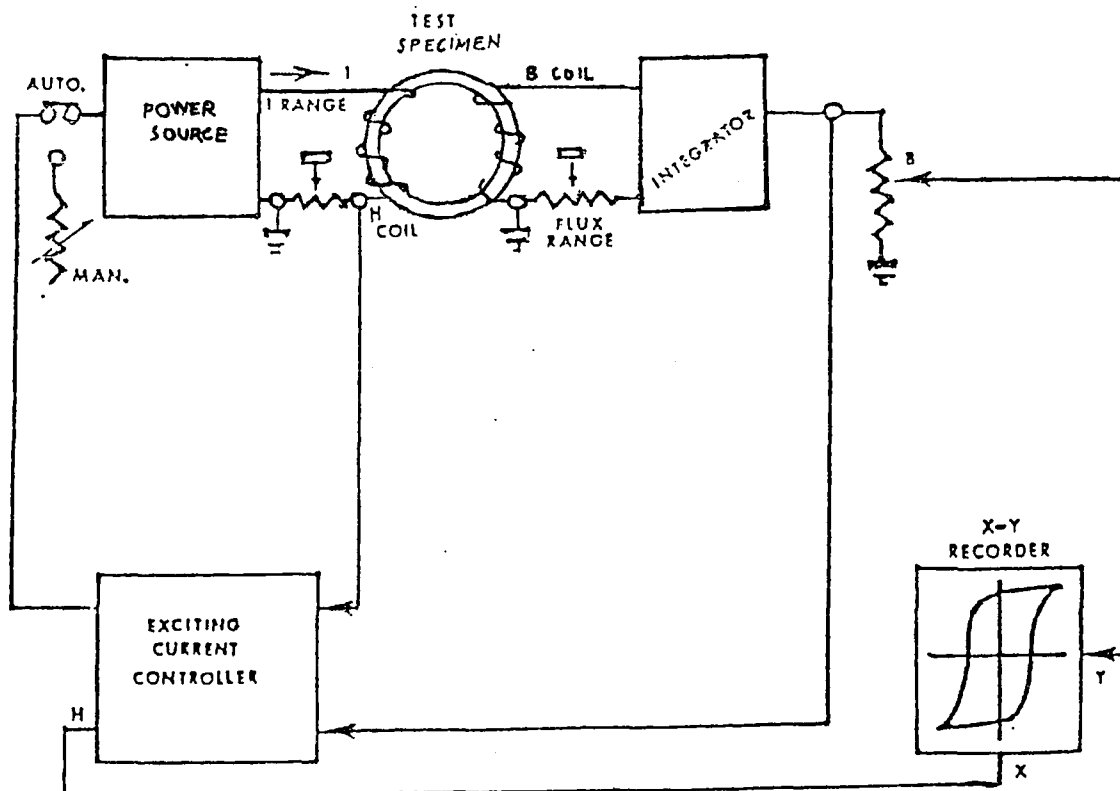 TEST
SPECIMEN
AUTO.
POWER
SOURCE
I
I RANGE
B COIL
INTEGRATOR
B
H
COIL
FLUX
RANGE
MAN.
X-Y
RECORDER
EXCITING
CURRENT
CONTROLLER
H
Y
X